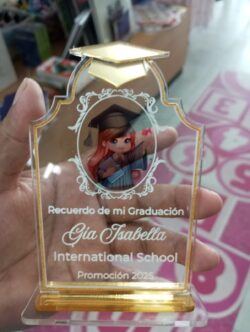 Recuerdo de mi Graduación
Gia Isabella
International School
Promoción 2025